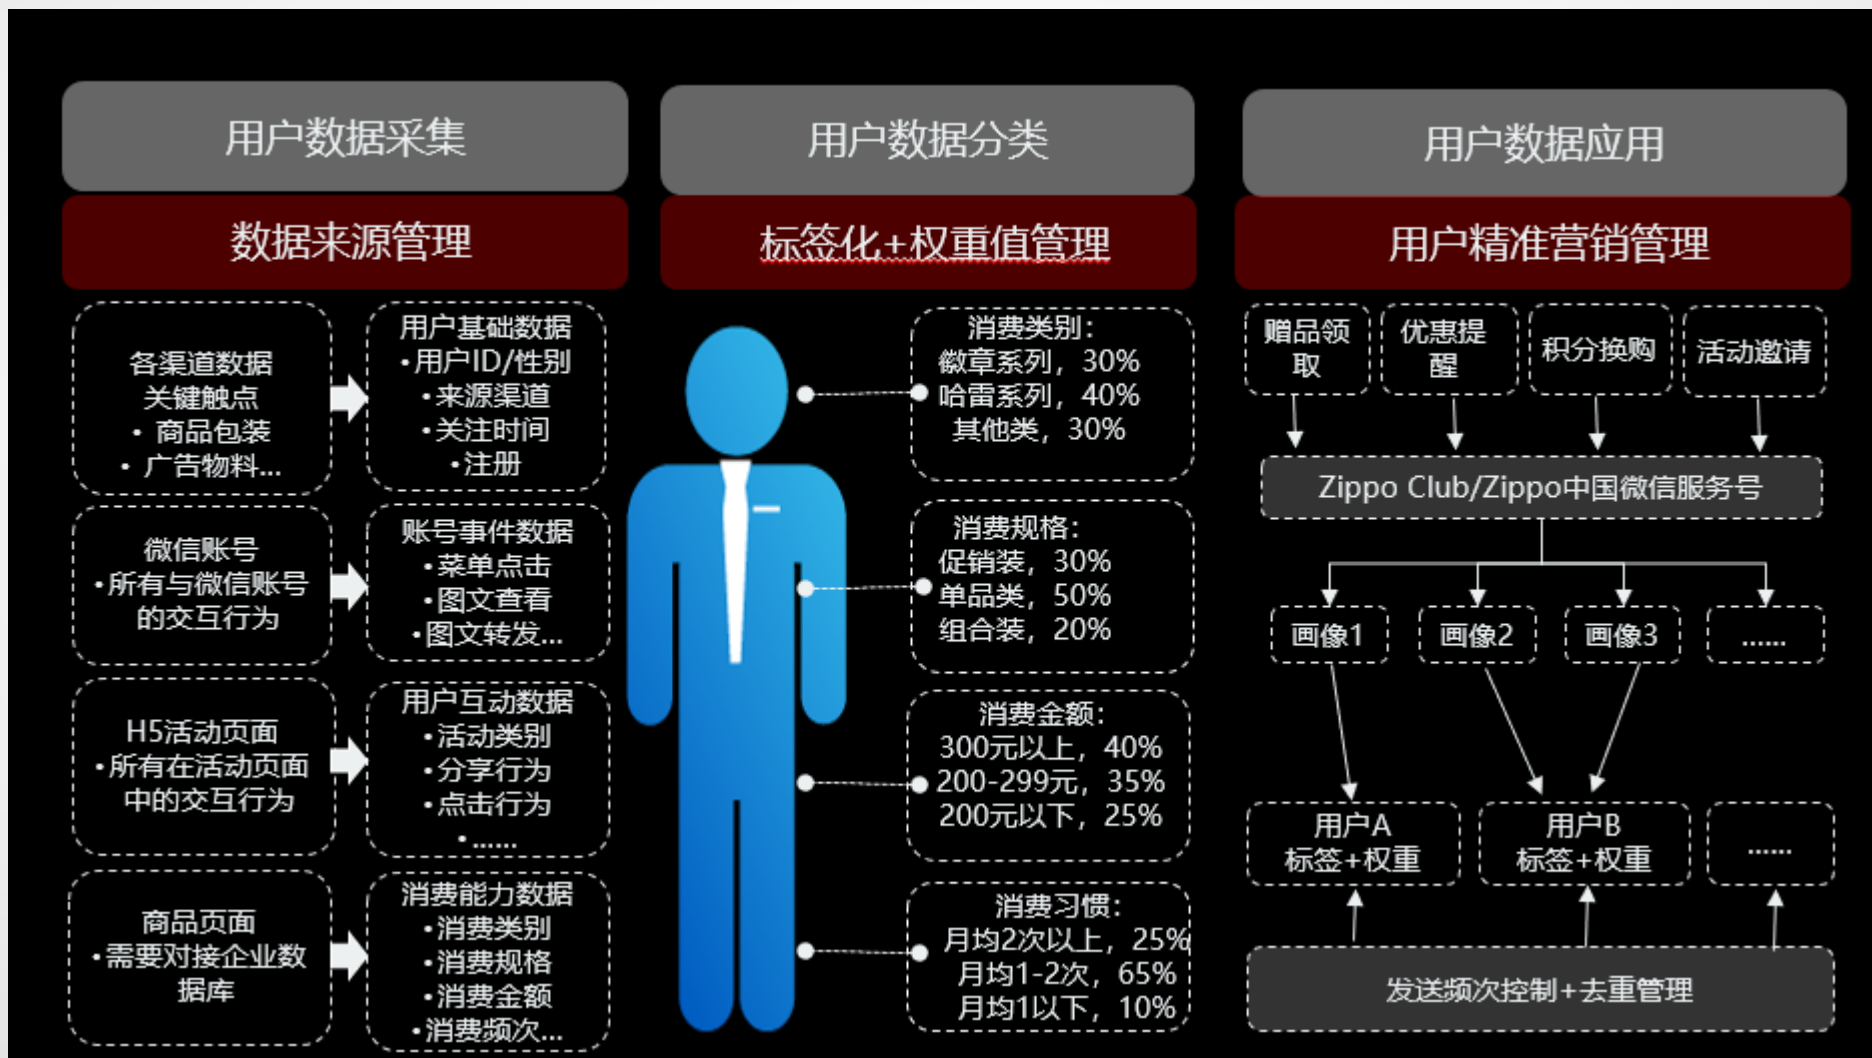 用户数据采集
数据来源管理
各渠道数据
关键触点
• 商品包装
• 广告物料...
用户基础数据
•用户ID/性别
•来源渠道
•关注时间
•注册
微信账号
•所有与微信账号
的交互行为
账号事件数据
•菜单点击
•图文查看
•图文转发...
H5活动页面
•所有在活动页面
中的交互行为
用户互动数据
•活动类别
•分享行为
•点击行为
•......
商品页面
•需要对接企业数
据库
消费能力数据
•消费类别
•消费规格
•消费金额
•消费频次...
用户数据分类
标签化+权重值管理
消费类别：
徽章系列，30%
哈雷系列，40%
其他类，30%
消费规格：
促销装，30%
单品类，50%
组合装，20%
消费金额：
300元以上，40%
200-299元，35%
200元以下，25%
消费习惯：
月均2次以上，25%
月均1-2次，65%
月均1以下，10%
用户数据应用
用户精准营销管理
赠品领
取
优惠提
醒
积分换购
活动邀请
Zippo Club/Zippo中国微信服务号
画像1
画像2
画像3
......
用户A
标签+权重
用户B
标签+权重
......
发送频次控制+去重管理